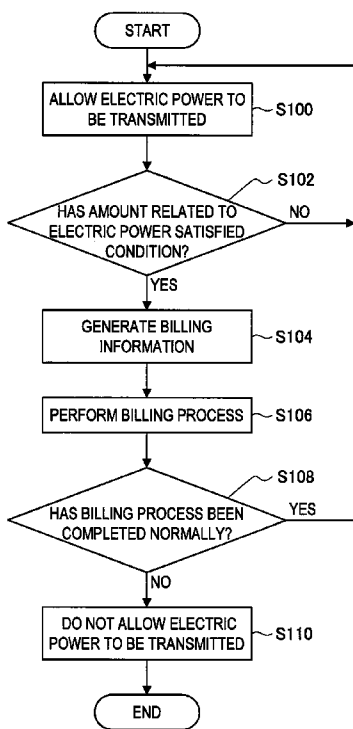 START
ALLOW ELECTRIC POWER TO
BE TRANSMITTED
S100
S102
HAS AMOUNT RELATED TO
ELECTRIC POWER SATISFIED
CONDITION?
NO
YES
GENERATE BILLING
INFORMATION
S104
PERFORM BILLING PROCESS
S106
S108
HAS BILLING PROCESS BEEN
COMPLETED NORMALLY?
YES
NO
DO NOT ALLOW ELECTRIC
POWER TO BE TRANSMITTED
S110
END